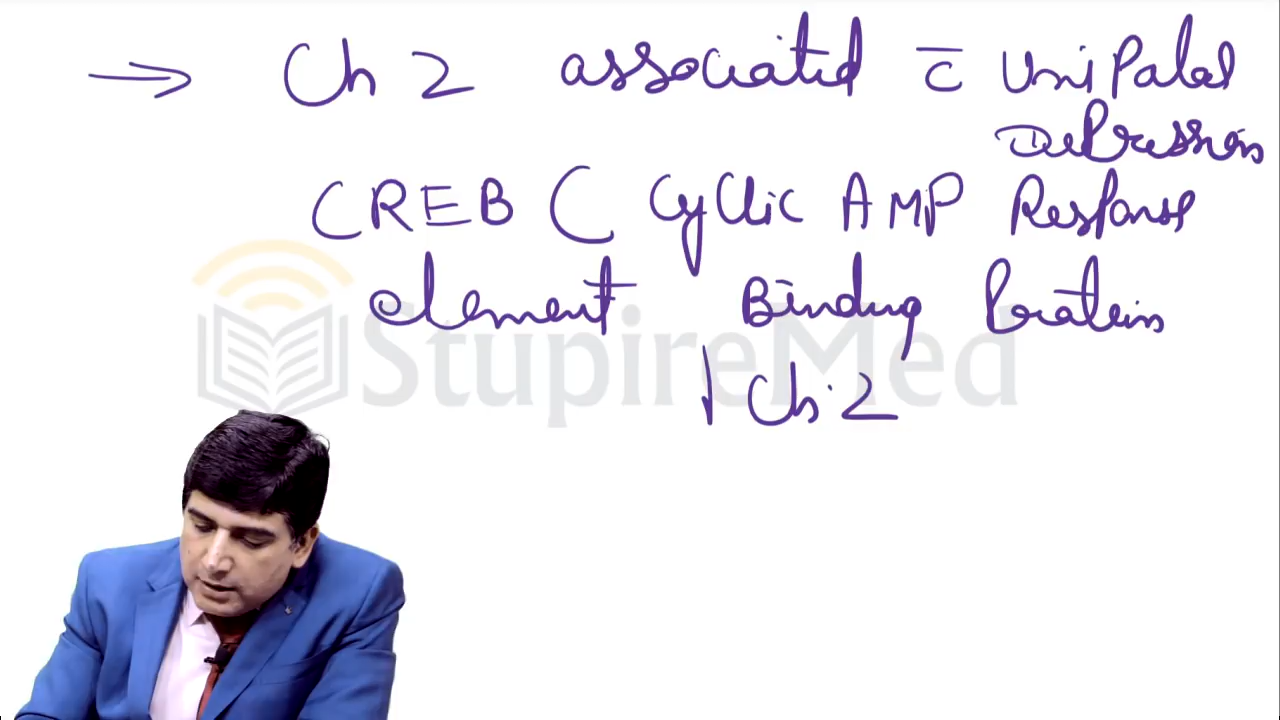 → Ch 2 associated c̄ Unipolar
Depression
CREB ( Cyclic AMP Response
element Binding Protein
StupireMed
↓ Ch. 2